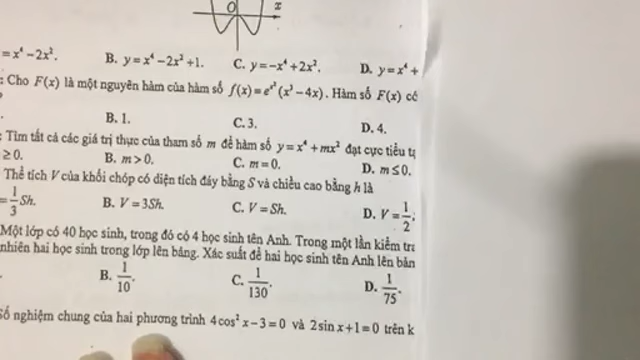 O x
= x⁴ − 2x². B. y = x⁴ − 2x² + 1. C. y = −x⁴ + 2x². D. y = x⁴ +
: Cho F(x) là một nguyên hàm của hàm số f(x) = e^{x²}(x³ − 4x). Hàm số F(x) có
B. 1. C. 3. D. 4.
: Tìm tất cả các giá trị thực của tham số m để hàm số y = x⁴ + mx² đạt cực tiểu tạ
≥ 0. B. m > 0. C. m = 0. D. m ≤ 0.
Thể tích V của khối chóp có diện tích đáy bằng S và chiều cao bằng h là
= 1/3 Sh. B. V = 3Sh. C. V = Sh. D. V = 1/2
Một lớp có 40 học sinh, trong đó có 4 học sinh tên Anh. Trong một lần kiểm tra
nhiên hai học sinh trong lớp lên bảng. Xác suất để hai học sinh tên Anh lên bản
B. 1/10. C. 1/130. D. 1/75.
Số nghiệm chung của hai phương trình 4cos² x − 3 = 0 và 2sin x + 1 = 0 trên k